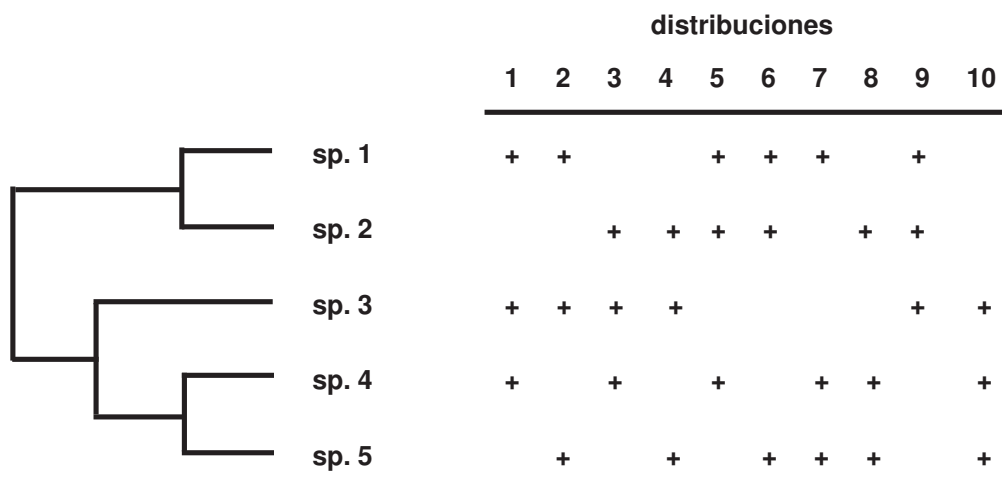 distribuciones
1 2 3 4 5 6 7 8 9 10
sp. 1 + + + + + +
sp. 2 + + + + + +
sp. 3 + + + + + +
sp. 4 + + + + + +
sp. 5 + + + + + +